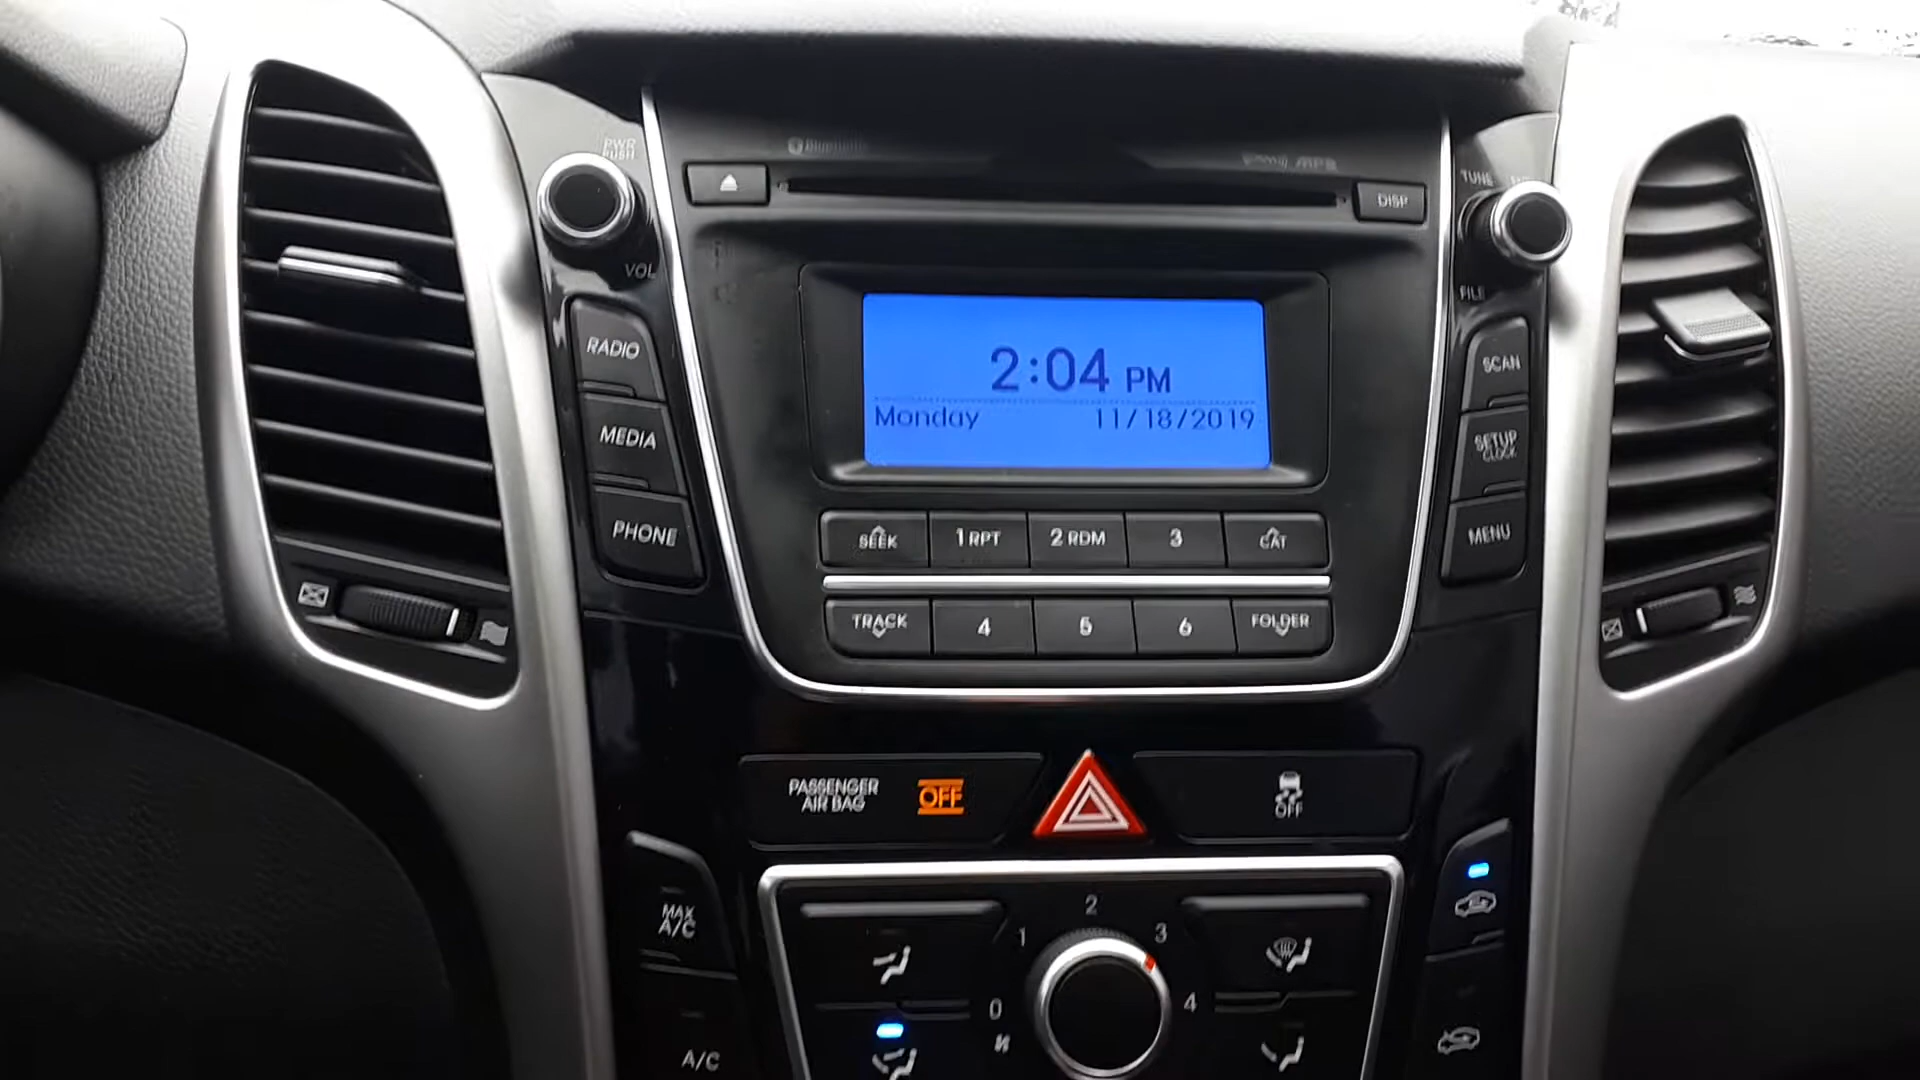 PWR
PUSH
Bluetooth
MP3
DISP
TUNE
VOL
FILE
RADIO
MEDIA
PHONE
2:04 PM
Monday 11/18/2019
SCAN
SETUP
CLOCK
MENU
SEEK 1 RPT 2 RDM 3 CAT
TRACK 4 5 6 FOLDER
PASSENGER
AIR BAG
OFF
OFF
MAX
A/C
A/C
0 1 2 3 4